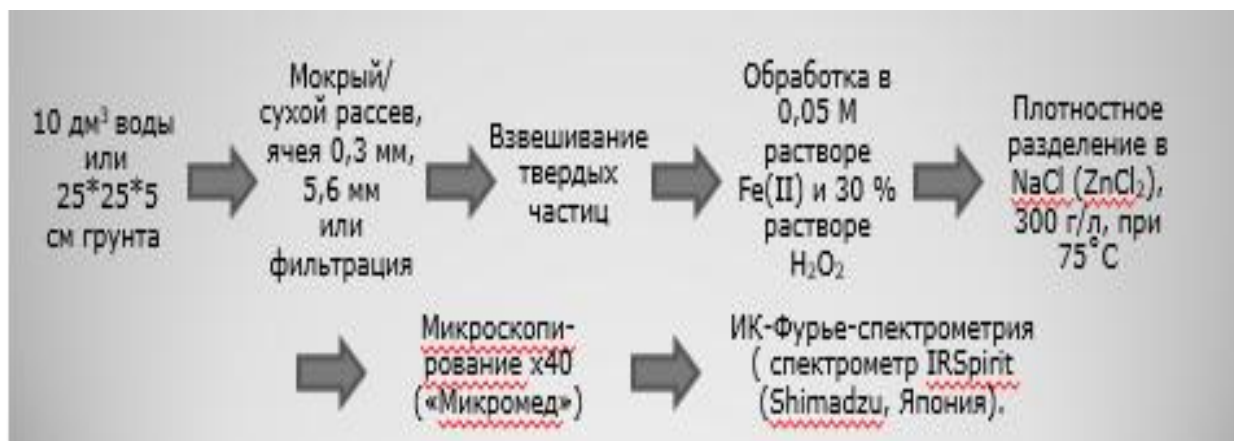 10 дм³ воды
или
25*25*5
см грунта
Мокрый/
сухой рассев,
ячея 0,3 мм,
5,6 мм
или
фильтрация
Взвешивание
твердых
частиц
Обработка в
0,05 М
растворе
Fe(II) и 30 %
растворе
H₂O₂
Плотностное
разделение в
NaCl (ZnCl₂),
300 г/л, при
75˚С
Микроскопи-
рование х40
(«Микромед»)
ИК-Фурье-спектрометрия
( спектрометр IRSpirit
(Shimadzu, Япония).